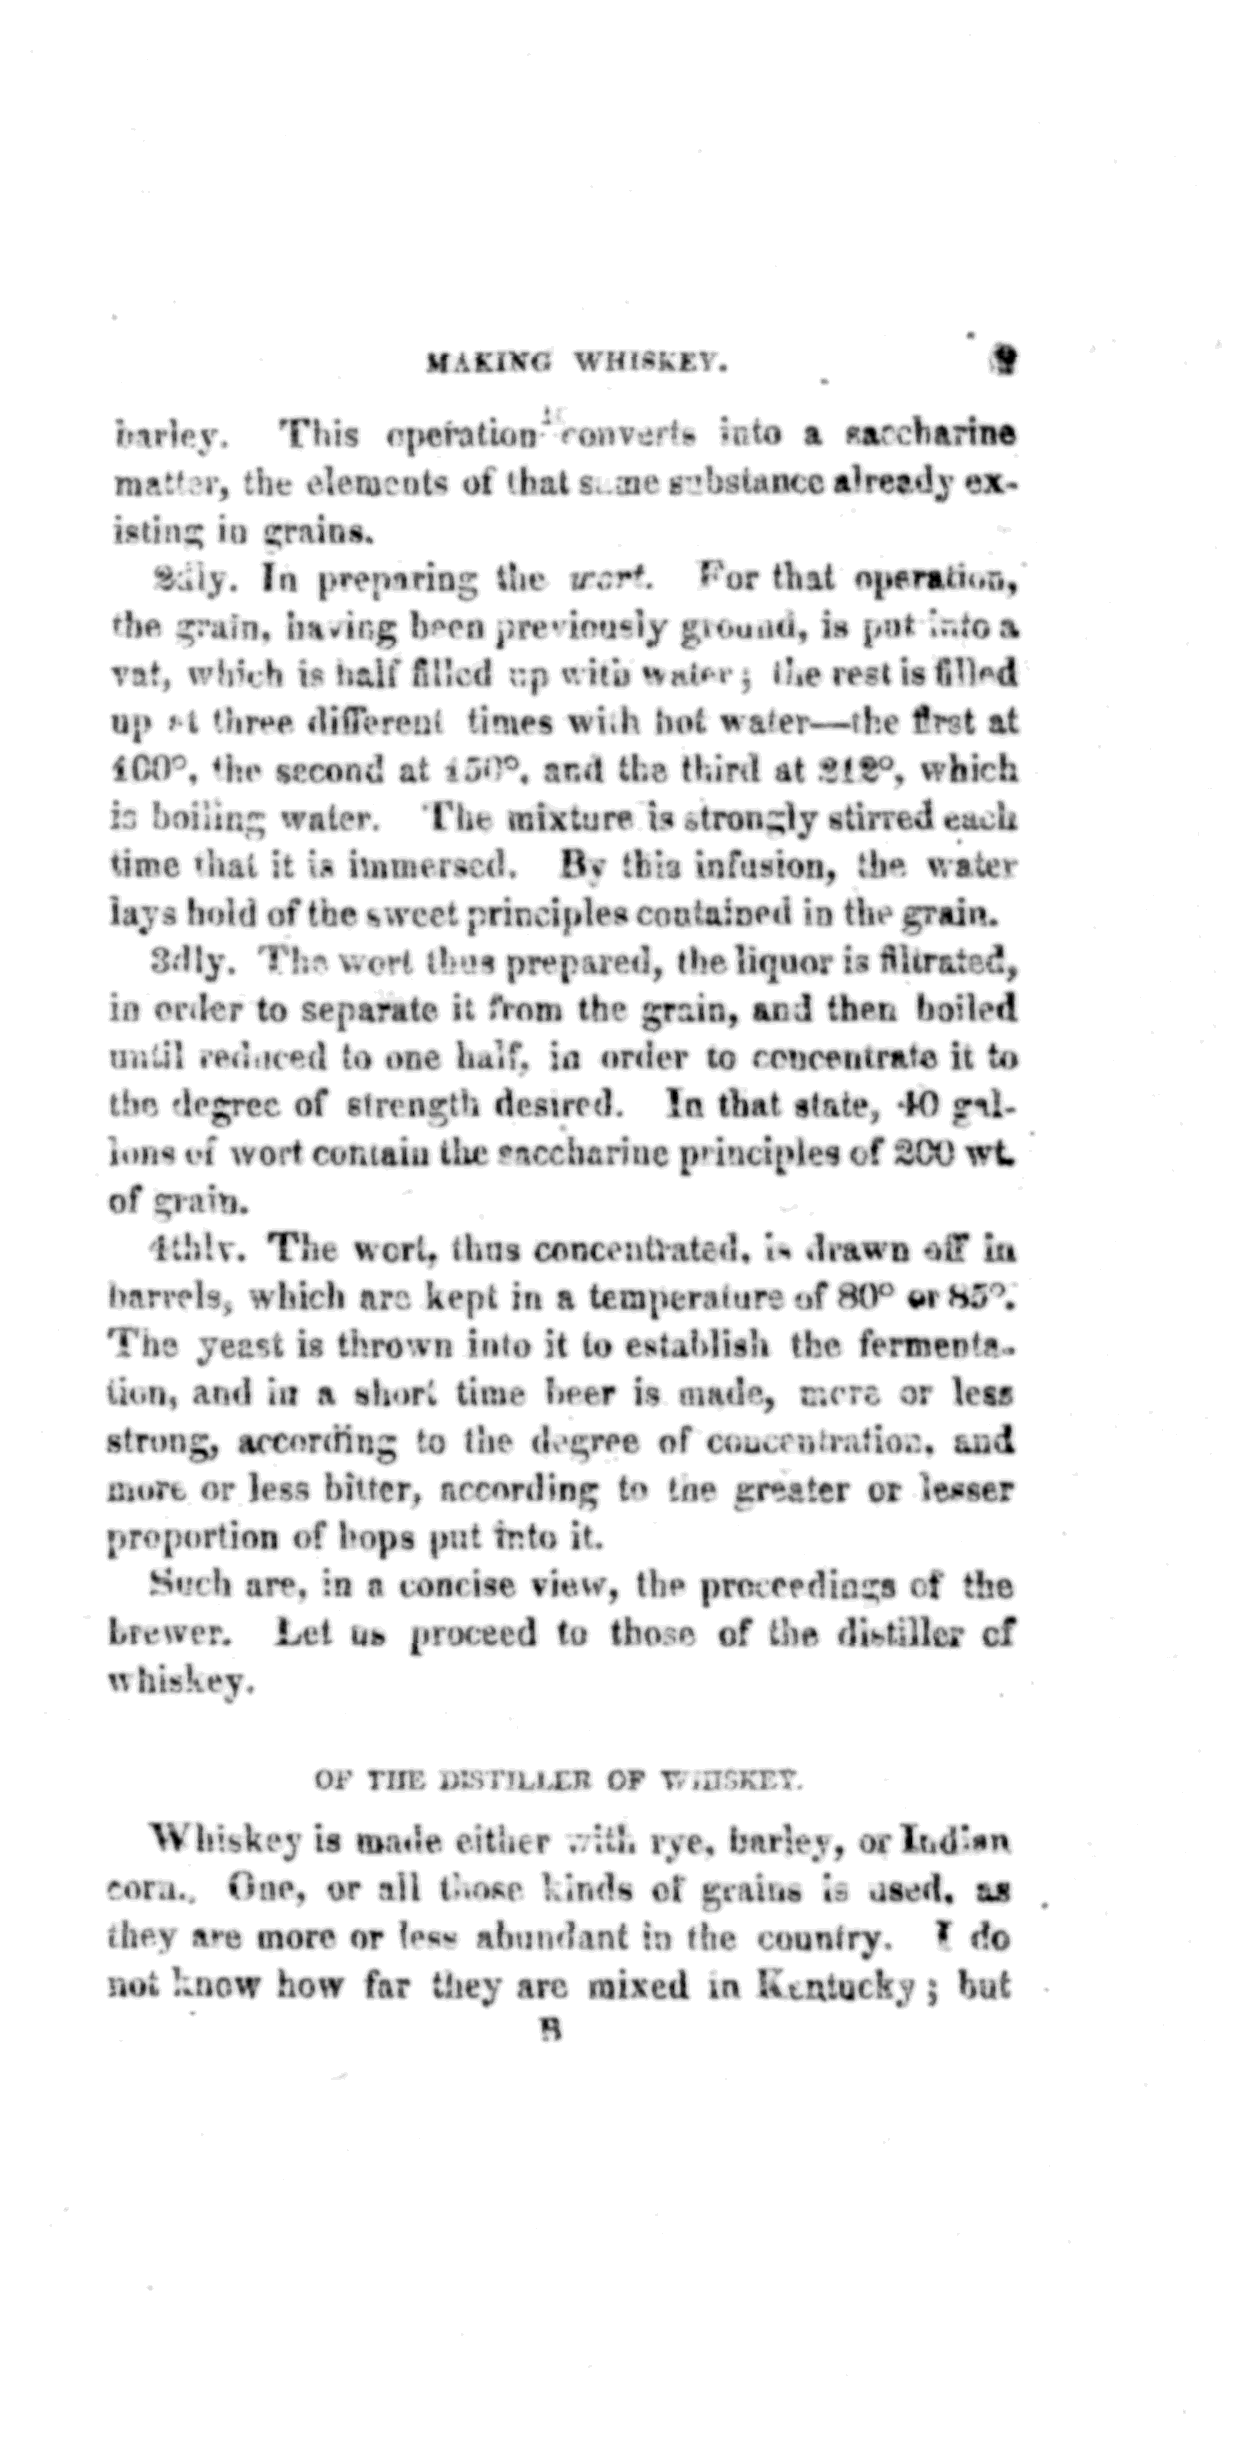 MAKING WHISKEY. 9
barley. This operation converts into a saccharine
matter, the elements of that same substance already ex-
isting in grains.
2dly. In preparing the wort. For that operation,
the grain, having been previously ground, is put into a
vat, which is half filled up with water; the rest is filled
up at three different times with hot water—the first at
100°, the second at 150°, and the third at 212°, which
is boiling water. The mixture is strongly stirred each
time that it is immersed. By this infusion, the water
lays hold of the sweet principles contained in the grain.
3dly. The wort thus prepared, the liquor is filtrated,
in order to separate it from the grain, and then boiled
until reduced to one half, in order to concentrate it to
the degree of strength desired. In that state, 40 gal-
lons of wort contain the saccharine principles of 200 wt.
of grain.
4thly. The wort, thus concentrated, is drawn off in
barrels, which are kept in a temperature of 80° or 85°.
The yeast is thrown into it to establish the fermenta-
tion, and in a short time beer is made, more or less
strong, according to the degree of concentration, and
more or less bitter, according to the greater or lesser
proportion of hops put into it.
Such are, in a concise view, the proceedings of the
brewer. Let us proceed to those of the distiller of
whiskey.
OF THE DISTILLER OF WHISKEY.
Whiskey is made either with rye, barley, or Indian
corn. One, or all those kinds of grains is used, as
they are more or less abundant in the country. I do
not know how far they are mixed in Kentucky; but
B